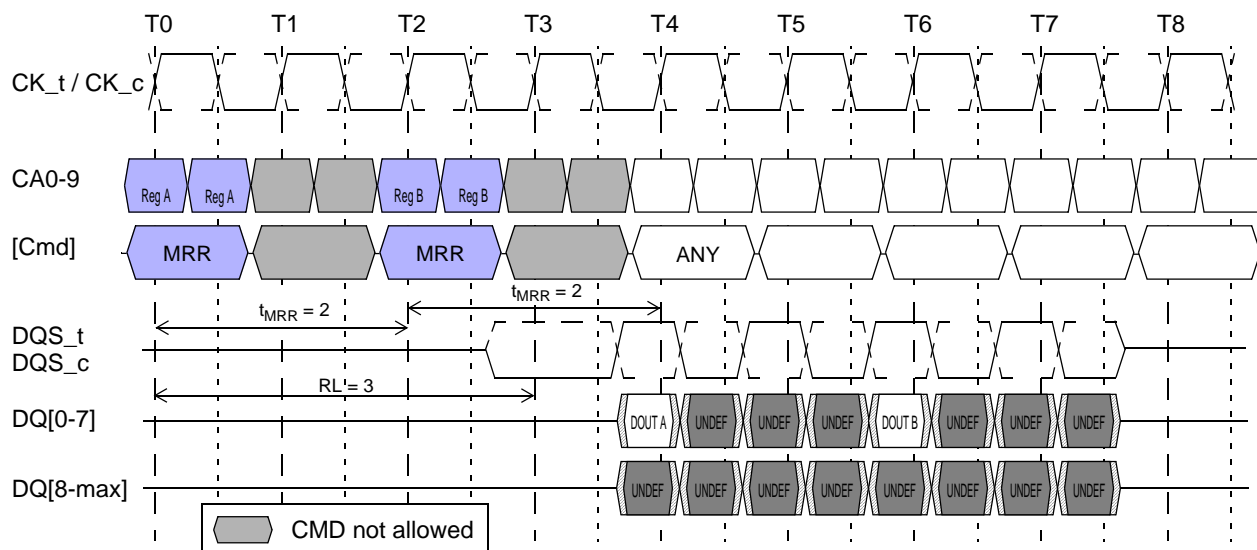 T0 T1 T2 T3 T4 T5 T6 T7 T8
CK_t / CK_c
CA0-9 Reg A Reg A Reg B Reg B
[Cmd] MRR MRR ANY
tMRR = 2
tMRR = 2
DQS_t
DQS_c
RL = 3
DQ[0-7] DOUT A UNDEF UNDEF UNDEF DOUT B UNDEF UNDEF UNDEF
DQ[8-max] UNDEF UNDEF UNDEF UNDEF UNDEF UNDEF UNDEF UNDEF
CMD not allowed